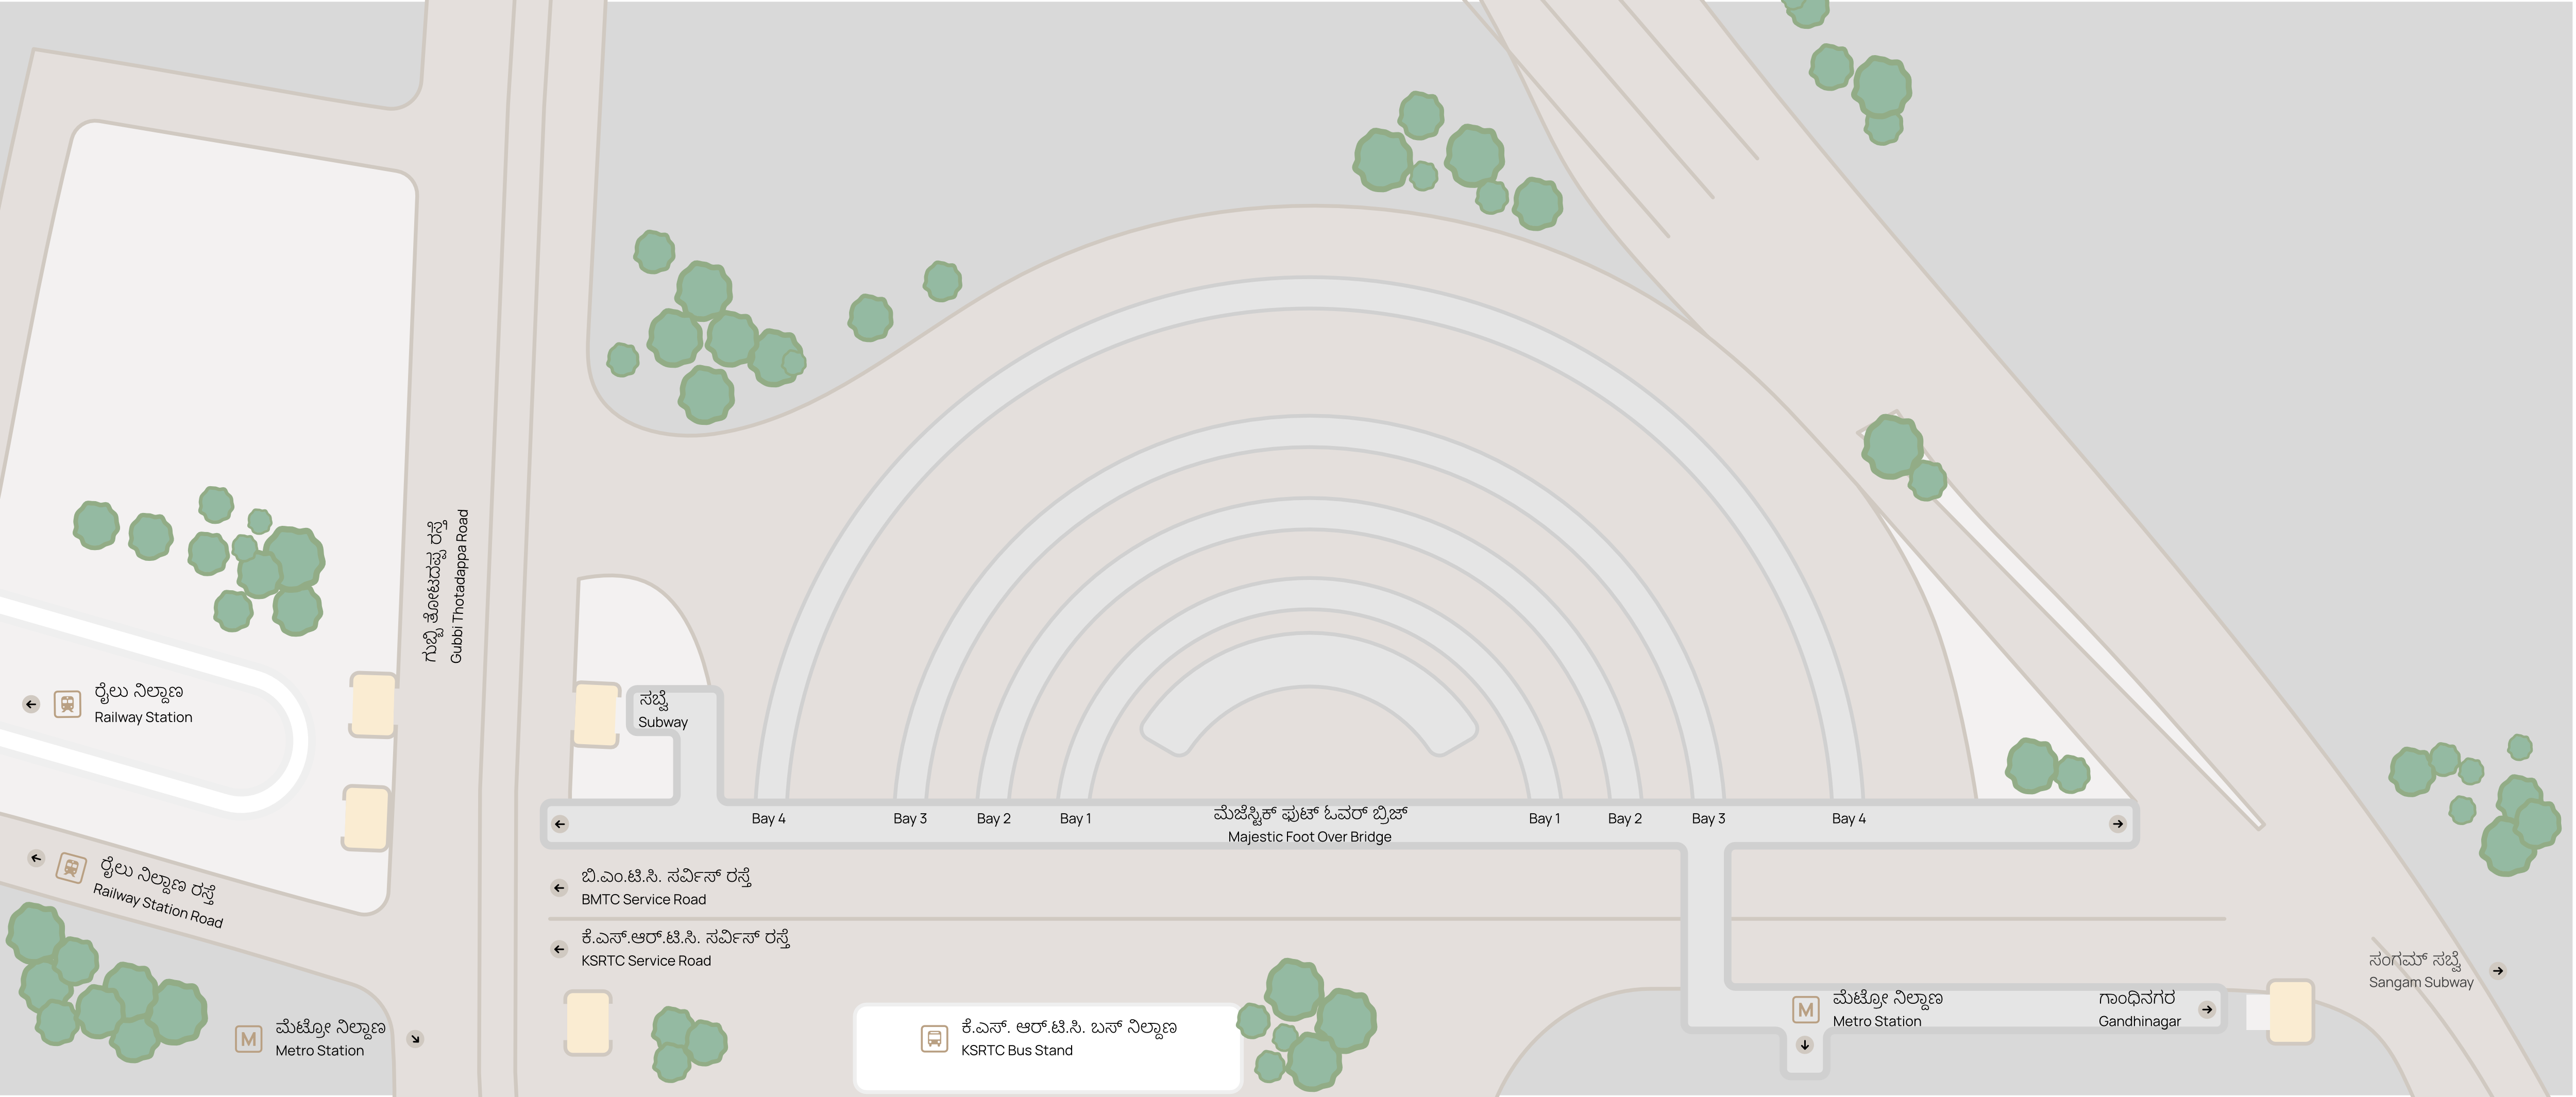 ಗುಬ್ಬಿ ತೋಟದಪ್ಪ ರಸ್ತೆ
Gubbi Thotadappa Road
ರೈಲು ನಿಲ್ದಾಣ
Railway Station
ಸಬ್ವೆ
Subway
Bay 4
Bay 3
Bay 2
Bay 1
ಮೆಜೆಸ್ಟಿಕ್ ಫುಟ್ ಓವರ್ ಬ್ರಿಜ್
Majestic Foot Over Bridge
Bay 1
Bay 2
Bay 3
Bay 4
ರೈಲು ನಿಲ್ದಾಣ ರಸ್ತೆ
Railway Station Road
ಬಿ.ಎಂ.ಟಿ.ಸಿ. ಸರ್ವಿಸ್ ರಸ್ತೆ
BMTC Service Road
ಕೆ.ಎಸ್.ಆರ್.ಟಿ.ಸಿ. ಸರ್ವಿಸ್ ರಸ್ತೆ
KSRTC Service Road
ಸಂಗಮ್ ಸಬ್ವೆ
Sangam Subway
M
ಮೆಟ್ರೋ ನಿಲ್ದಾಣ
Metro Station
ಗಾಂಧಿನಗರ
Gandhinagar
M
ಮೆಟ್ರೋ ನಿಲ್ದಾಣ
Metro Station
ಕೆ.ಎಸ್. ಆರ್.ಟಿ.ಸಿ. ಬಸ್ ನಿಲ್ದಾಣ
KSRTC Bus Stand